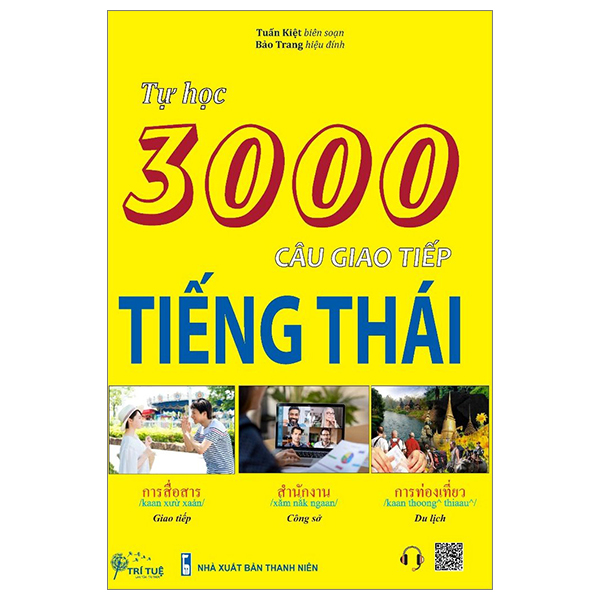 Tuấn Kiệt biên soạn
Bảo Trang hiệu đính
Tự học
3000
CÂU GIAO TIẾP
TIẾNG THÁI
การสื่อสาร
/kaan xưừ xaản/
Giao tiếp
สำนักงาน
/xăm nắk ngaan/
Công sở
การท่องเที่ยว
/kaan thoong^ thiaau^/
Du lịch
TRÍ TUỆ
NHÀ XUẤT BẢN THANH NIÊN